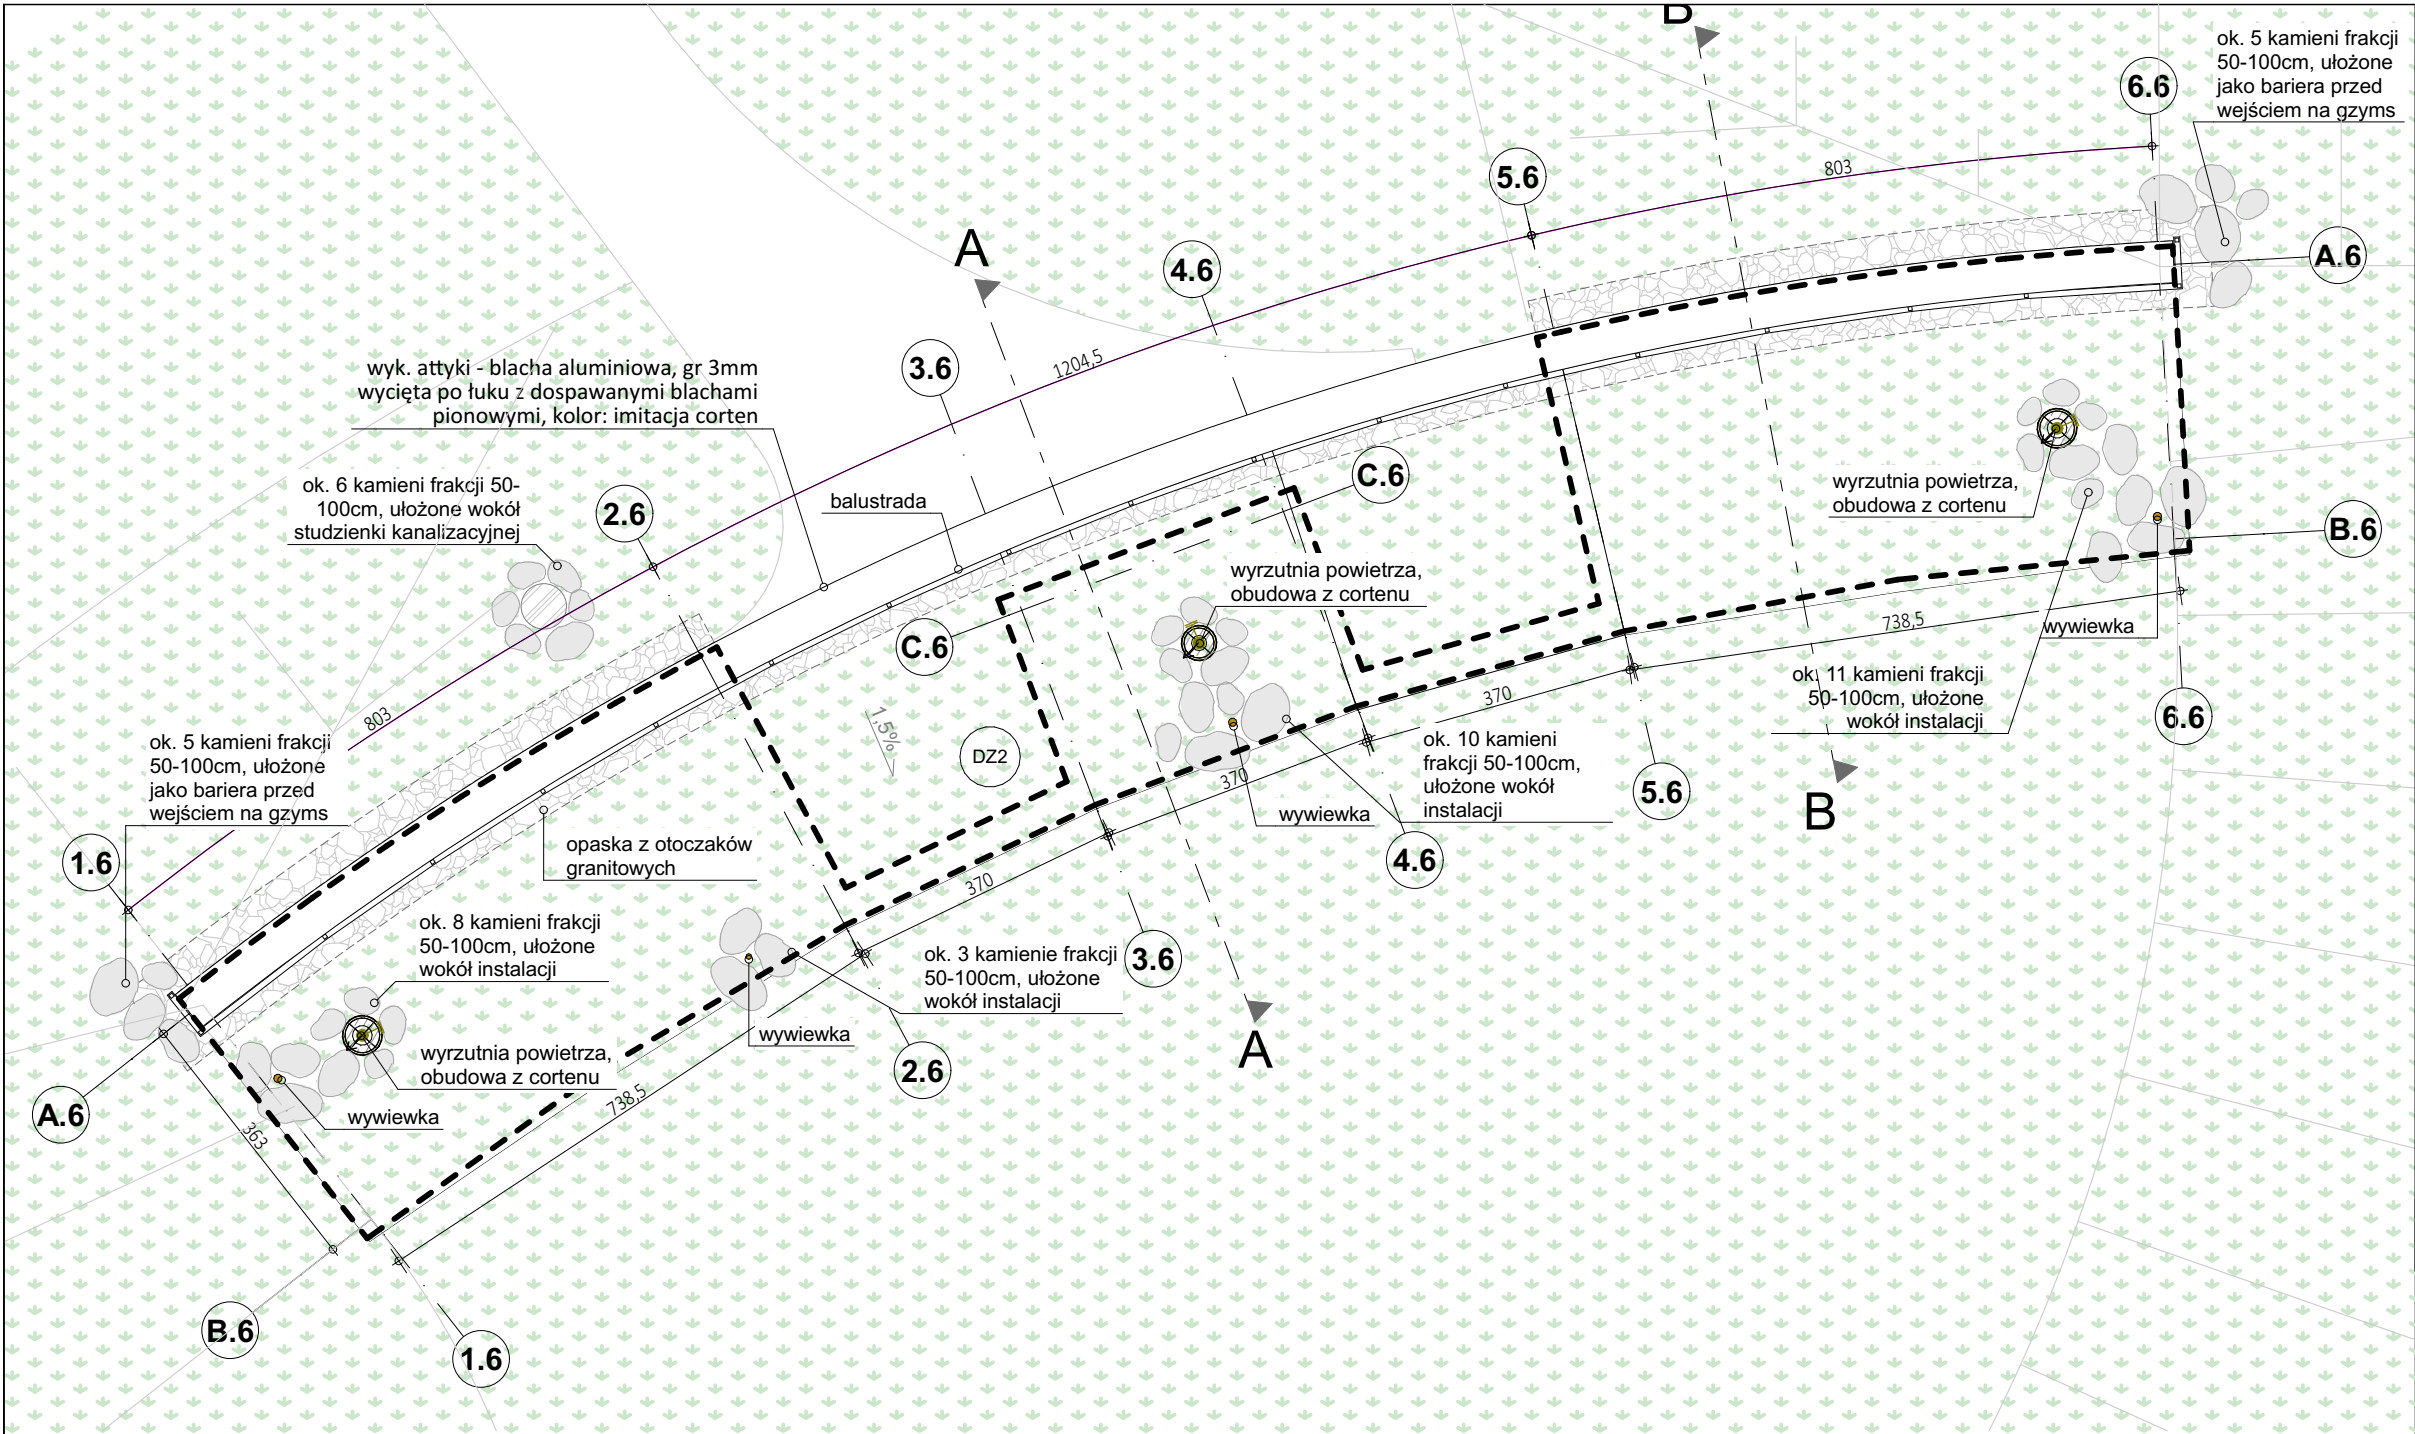 B
ok. 5 kamieni frakcji
50-100cm, ułożone
jako bariera przed
wejściem na gzyms
6.6
5.6
803
A.6
A
4.6
3.6
1204,5
wyk. attyki - blacha aluminiowa, gr 3mm
wycięta po łuku z dospawanymi blachami
pionowymi, kolor: imitacja corten
ok. 6 kamieni frakcji 50-
100cm, ułożone wokół
studzienki kanalizacyjnej
2.6
balustrada
C.6
wyrzutnia powietrza,
obudowa z cortenu
B.6
wyrzutnia powietrza,
obudowa z cortenu
C.6
wywiewka
738,5
ok. 11 kamieni frakcji
50-100cm, ułożone
wokół instalacji
6.6
370
803
1,5%
DZ2
ok. 5 kamieni frakcji
50-100cm, ułożone
jako bariera przed
wejściem na gzyms
ok. 10 kamieni
frakcji 50-100cm,
ułożone wokół
instalacji
370
5.6
B
wywiewka
opaska z otoczaków
granitowych
1.6
4.6
370
ok. 8 kamieni frakcji
50-100cm, ułożone
wokół instalacji
ok. 3 kamienie frakcji
50-100cm, ułożone
wokół instalacji
3.6
wywiewka
A
wyrzutnia powietrza,
obudowa z cortenu
2.6
738,5
A.6
wywiewka
363
B.6
1.6